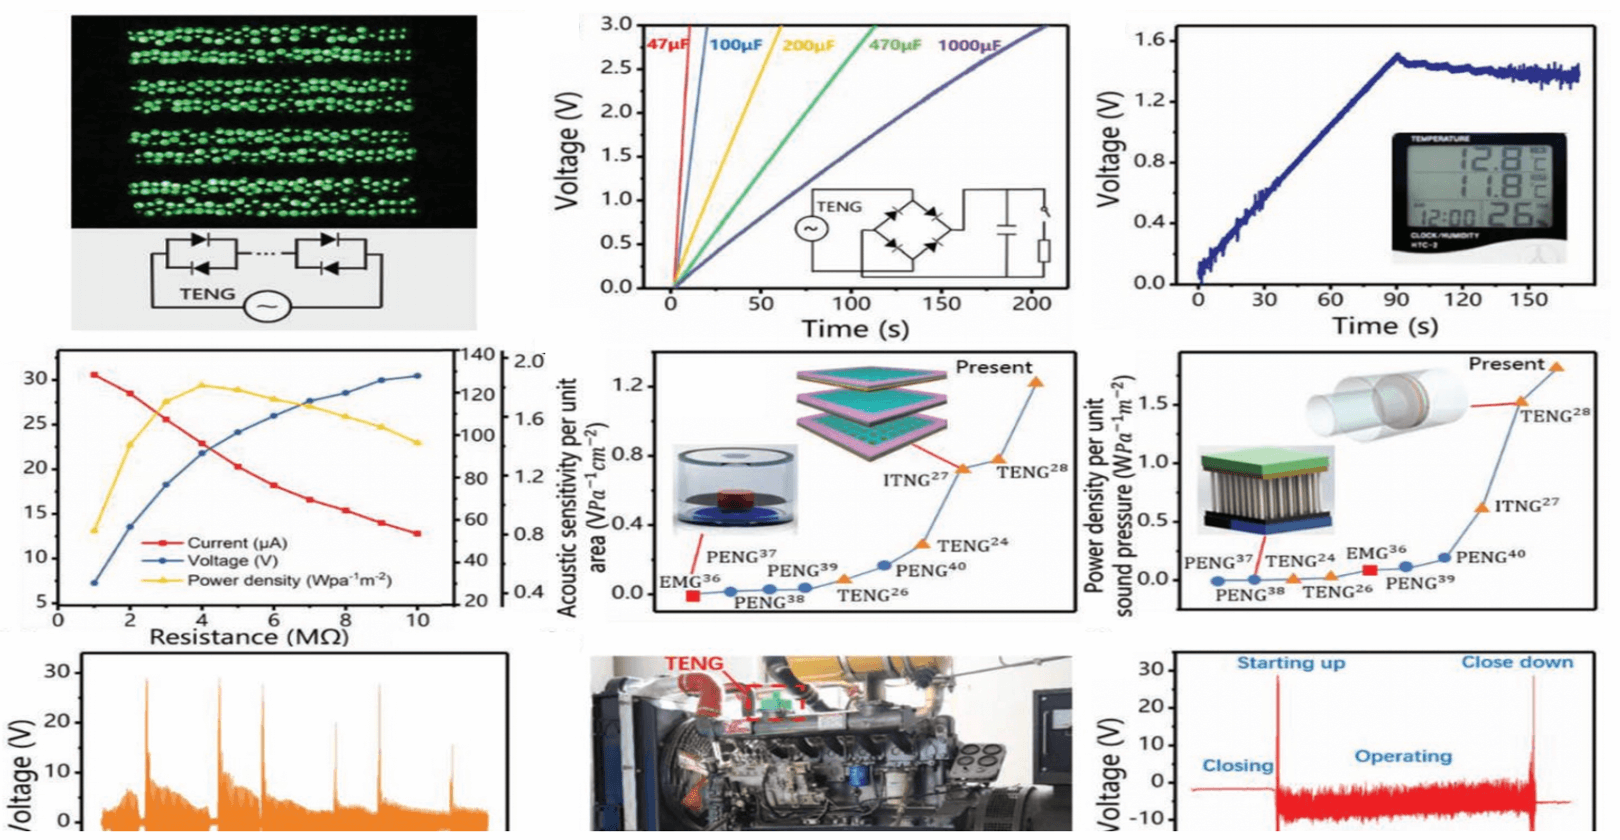 TENG
3.0
2.5
2.0
1.5
1.0
0.5
0.0
Voltage (V)
47μF 100μF 200μF 470μF 1000μF
TENG
0 50 100 150 200
Time (s)
1.6
1.2
0.8
0.4
0.0
Voltage (V)
TEMPERATURE
12.8 °C
11.8 °C
12:00 26
CLOCK/HUMIDITY
HTC-2
0 30 60 90 120 150
Time (s)
30
25
20
15
10
5
Current (μA)
Voltage (V)
Power density (Wpa⁻¹m⁻²)
2 4 6 8 10
Resistance (MΩ)
140
120
100
80
60
40
20
2.0
1.6
1.2
0.8
0.4
Acoustic sensitivity per unit
area (VPa⁻¹cm⁻²)
1.2
0.8
0.4
0.0
Present
ITNG²⁷
TENG²⁸
TENG²⁴
PENG³⁷
EMG³⁶
PENG³⁹
PENG⁴⁰
PENG³⁸
TENG²⁶
Power density per unit
sound pressure (WPa⁻¹m⁻²)
1.5
1.0
0.5
0.0
Present
TENG²⁸
ITNG²⁷
PENG³⁷
TENG²⁴
EMG³⁶
PENG⁴⁰
PENG³⁸
TENG²⁶
PENG³⁹
30
20
10
0
Voltage (V)
TENG
30
20
10
0
-10
Voltage (V)
Starting up
Close down
Closing
Operating